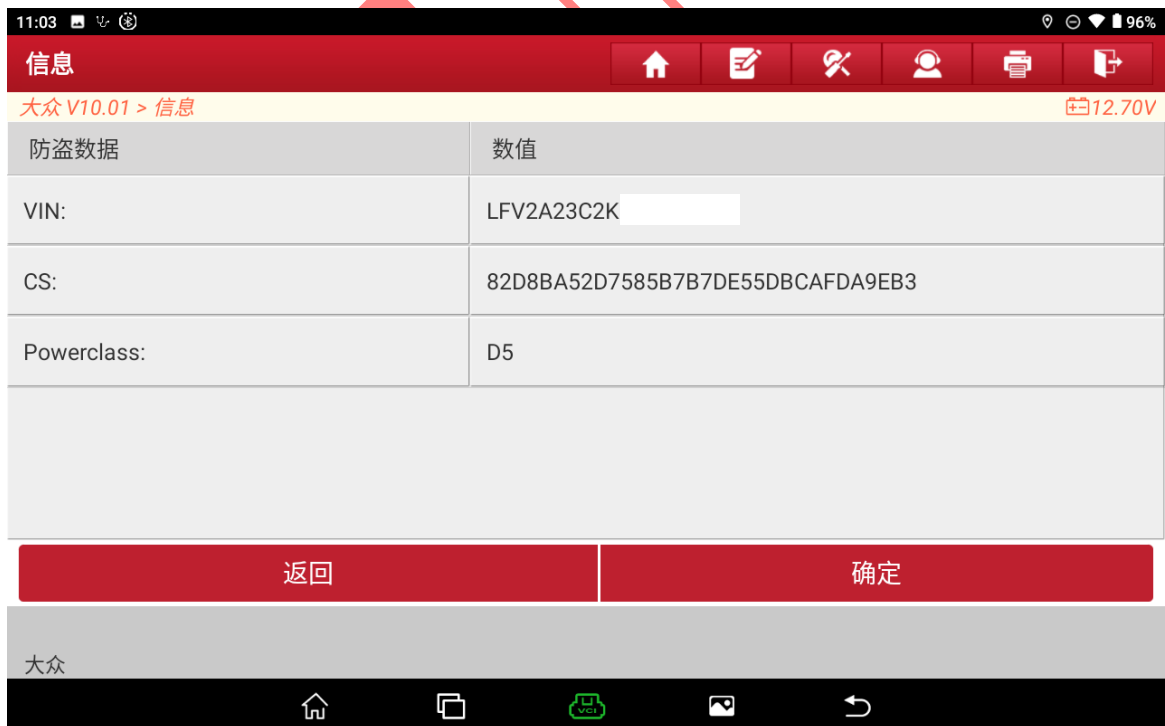 11:03 96%
信息
大众 V10.01 > 信息 12.70V
防盗数据 数值
VIN: LFV2A23C2K
CS: 82D8BA52D7585B7B7DE55DBCAFDA9EB3
Powerclass: D5
返回 确定
大众
VCI